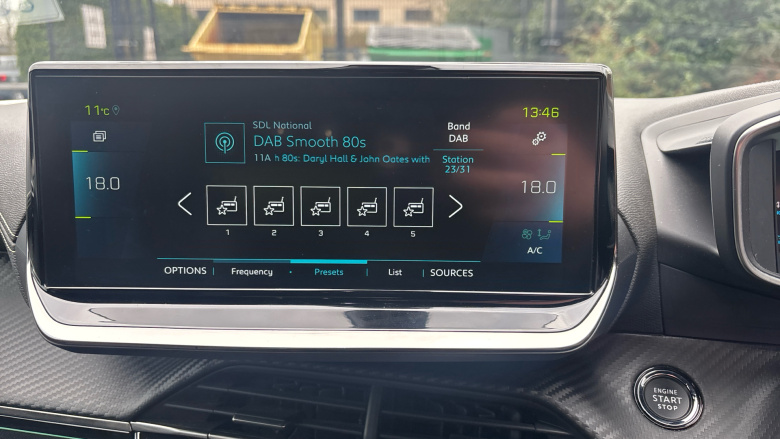 11°C
13:46
SDL National
DAB Smooth 80s
11A h 80s: Daryl Hall & John Oates with
Band
DAB
Station
23/31
18.0
18.0
1 2 3 4 5
A/C
OPTIONS Frequency Presets List SOURCES
ENGINE
START
STOP